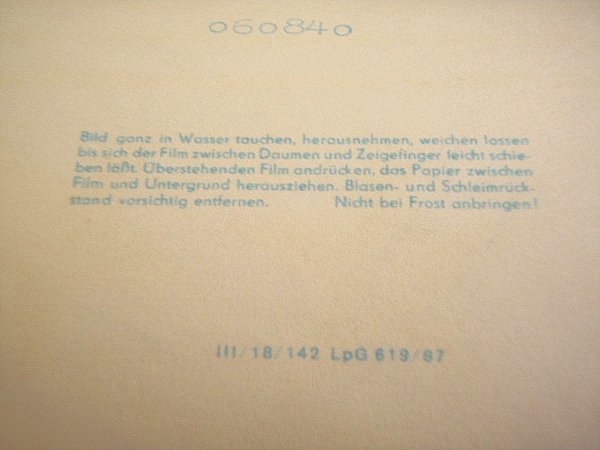 060840
Bild ganz in Wasser tauchen, herausnehmen, weichen lassen
bis sich der Film zwischen Daumen und Zeigefinger leicht schie-
ben läßt. Überstehenden Film andrücken, das Papier zwischen
Film und Untergrund herausziehen. Blasen- und Schleimrück-
stand vorsichtig entfernen. Nicht bei Frost anbringen!
III/18/142 LpG 619/87